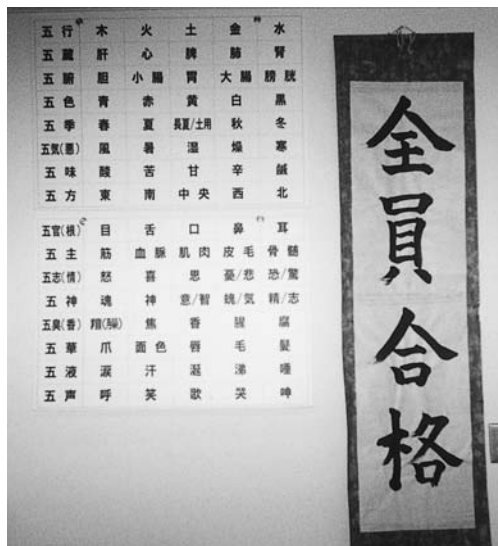 五行 木 火 土 金 水
五蔵 肝 心 脾 肺 腎
五腑 胆 小腸 胃 大腸 膀胱
五色 青 赤 黄 白 黒
五季 春 夏 長夏/土用 秋 冬
五気(悪) 風 暑 湿 燥 寒
五味 酸 苦 甘 辛 鹹
五方 東 南 中央 西 北
五官(根) 目 舌 口 鼻 耳
五主 筋 血脈 肌肉 皮毛 骨髄
五志(情) 怒 喜 思 憂/悲 恐/驚
五神 魂 神 意/智 魄/気 精/志
五臭(香) 焦 香 腥 腐
五華 爪 面色 唇 毛 髪
五液 涙 汗 涎 涕 唾
五声 呼 笑 歌 哭 呻
全員合格